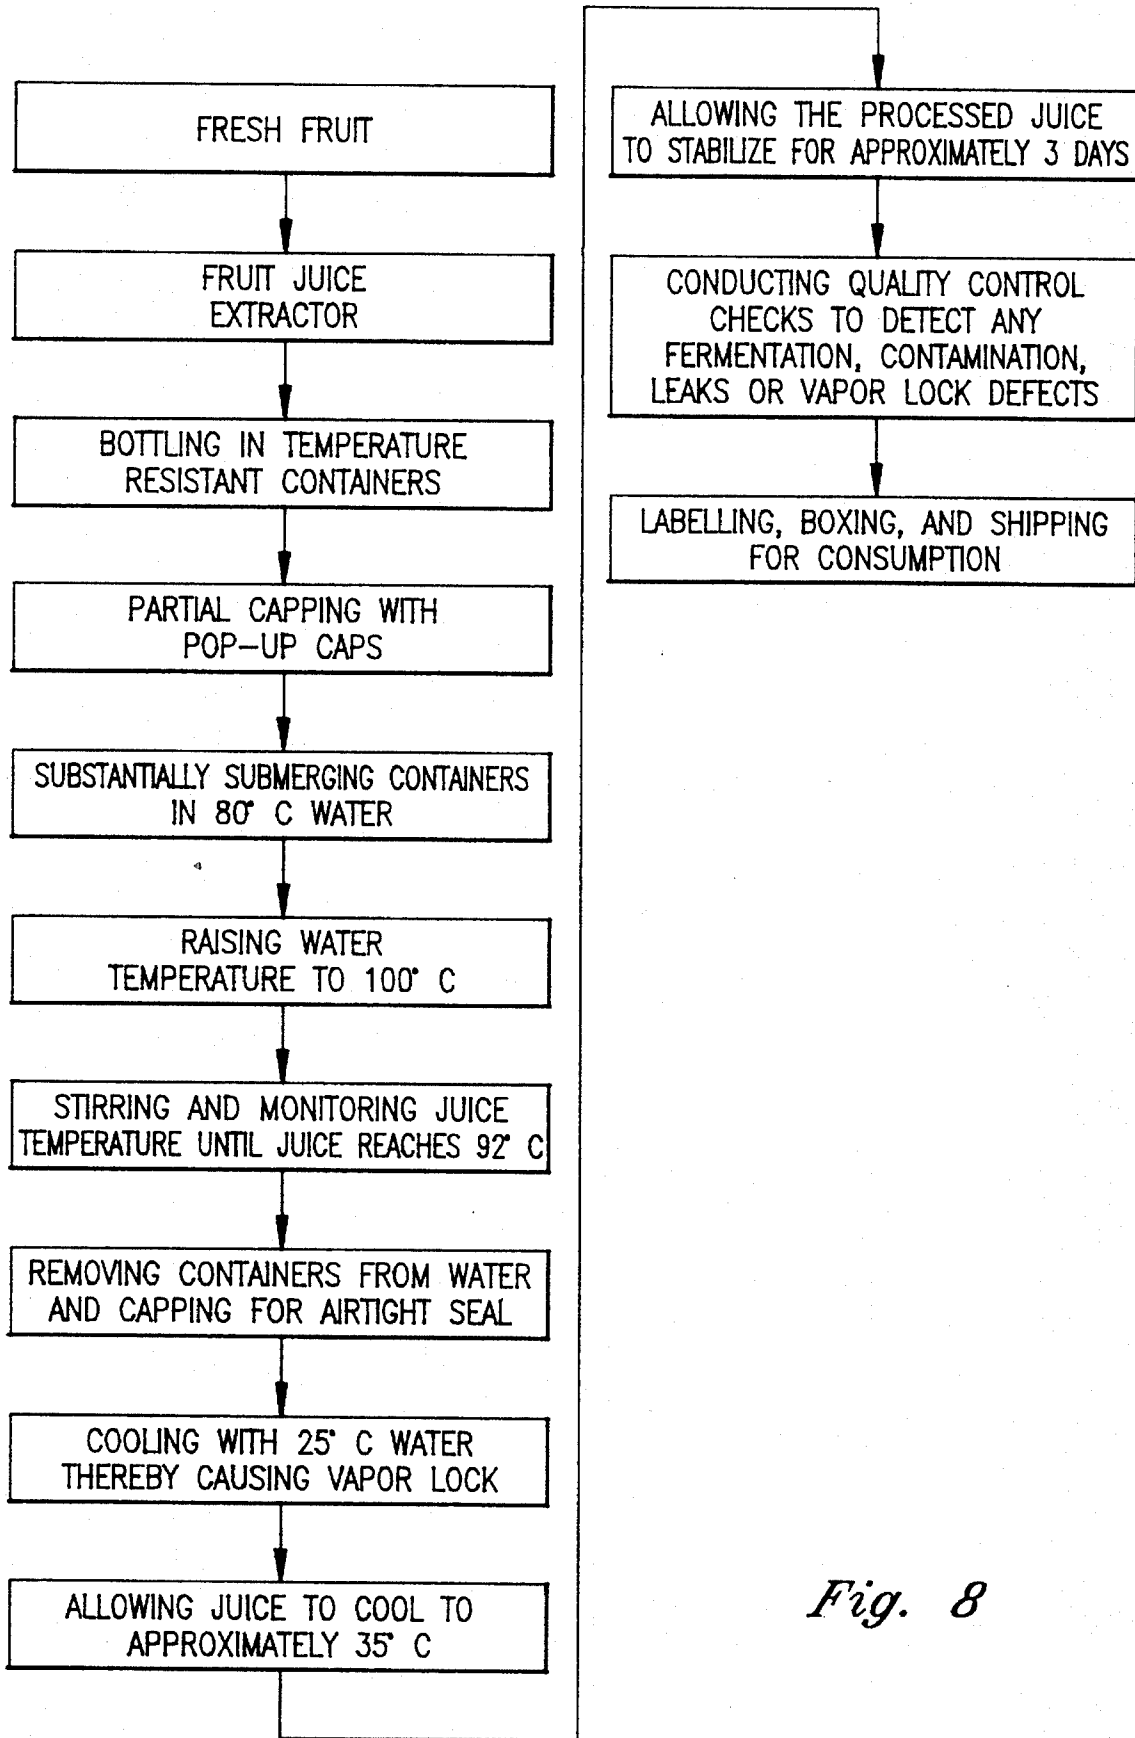 FRESH FRUIT
FRUIT JUICE
EXTRACTOR
BOTTLING IN TEMPERATURE
RESISTANT CONTAINERS
PARTIAL CAPPING WITH
POP-UP CAPS
SUBSTANTIALLY SUBMERGING CONTAINERS
IN 80° C WATER
RAISING WATER
TEMPERATURE TO 100° C
STIRRING AND MONITORING JUICE
TEMPERATURE UNTIL JUICE REACHES 92° C
REMOVING CONTAINERS FROM WATER
AND CAPPING FOR AIRTIGHT SEAL
COOLING WITH 25° C WATER
THEREBY CAUSING VAPOR LOCK
ALLOWING JUICE TO COOL TO
APPROXIMATELY 35° C
ALLOWING THE PROCESSED JUICE
TO STABILIZE FOR APPROXIMATELY 3 DAYS
CONDUCTING QUALITY CONTROL
CHECKS TO DETECT ANY
FERMENTATION, CONTAMINATION,
LEAKS OR VAPOR LOCK DEFECTS
LABELLING, BOXING, AND SHIPPING
FOR CONSUMPTION
Fig. 8